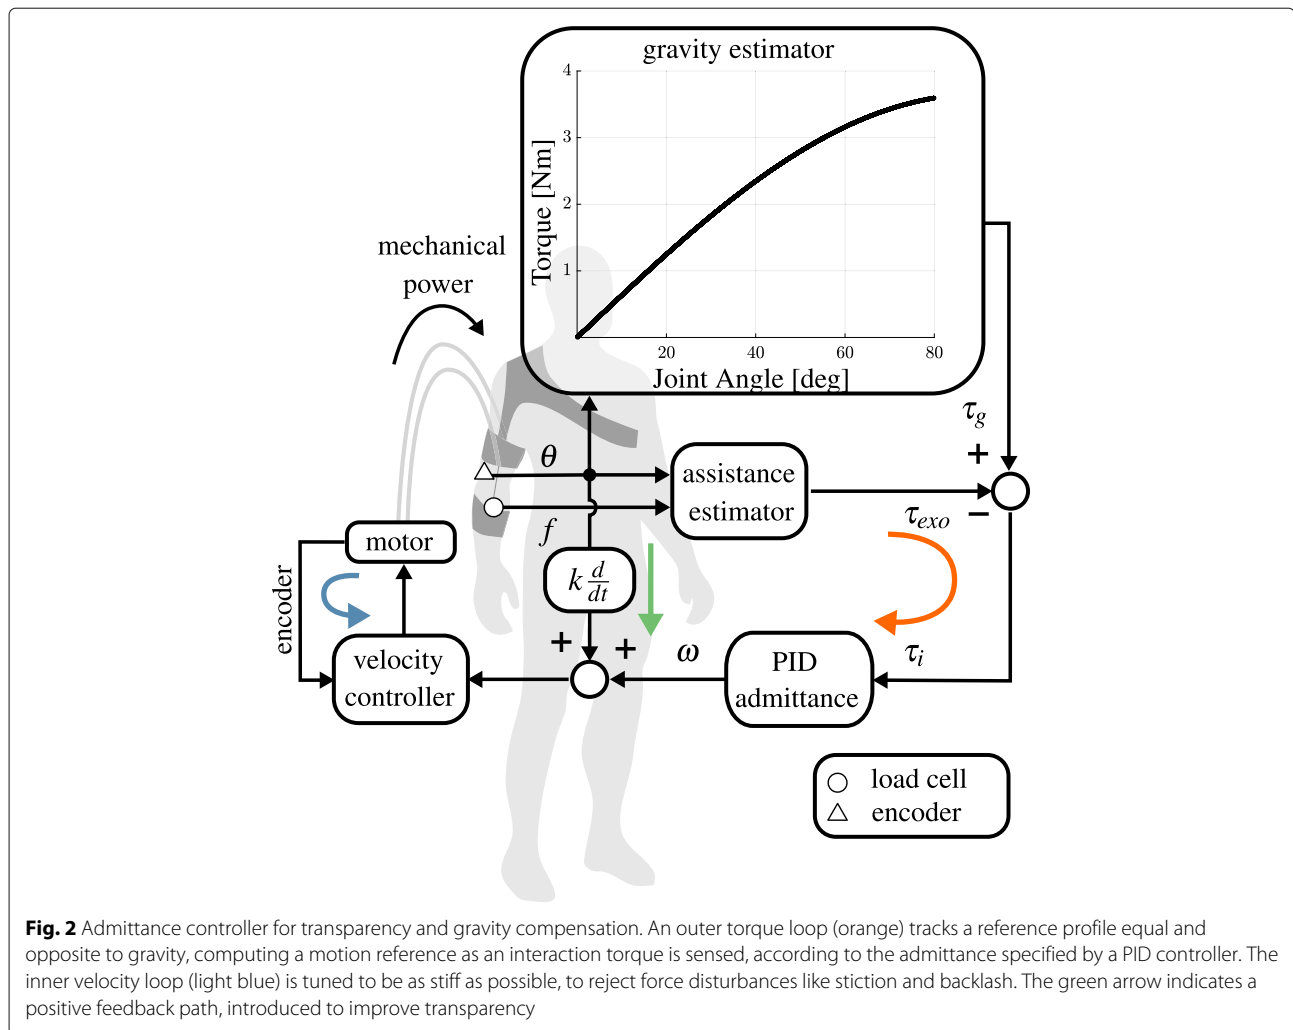 gravity estimator
4
3
2
1
Torque [Nm]
20 40 60 80
Joint Angle [deg]
mechanical
power
τg
+
θ
assistance
estimator
−
τexo
f
motor
encoder
k d/dt
+
+
ω
τi
velocity
controller
PID
admittance
load cell
encoder
Fig. 2 Admittance controller for transparency and gravity compensation. An outer torque loop (orange) tracks a reference profile equal and
opposite to gravity, computing a motion reference as an interaction torque is sensed, according to the admittance specified by a PID controller. The
inner velocity loop (light blue) is tuned to be as stiff as possible, to reject force disturbances like stiction and backlash. The green arrow indicates a
positive feedback path, introduced to improve transparency